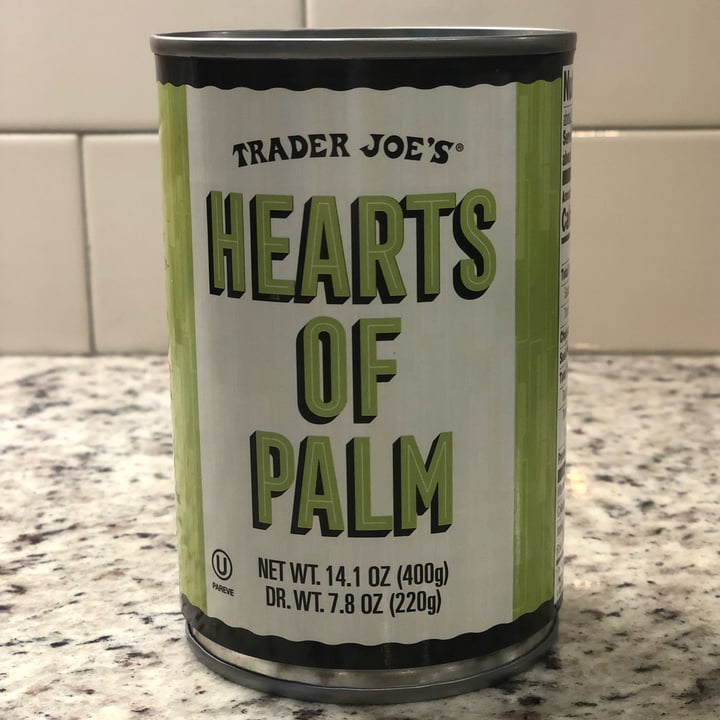 TRADER JOE'S®
HEARTS
OF
PALM
U
PAREVE
NET WT. 14.1 OZ (400g)
DR. WT. 7.8 OZ (220g)